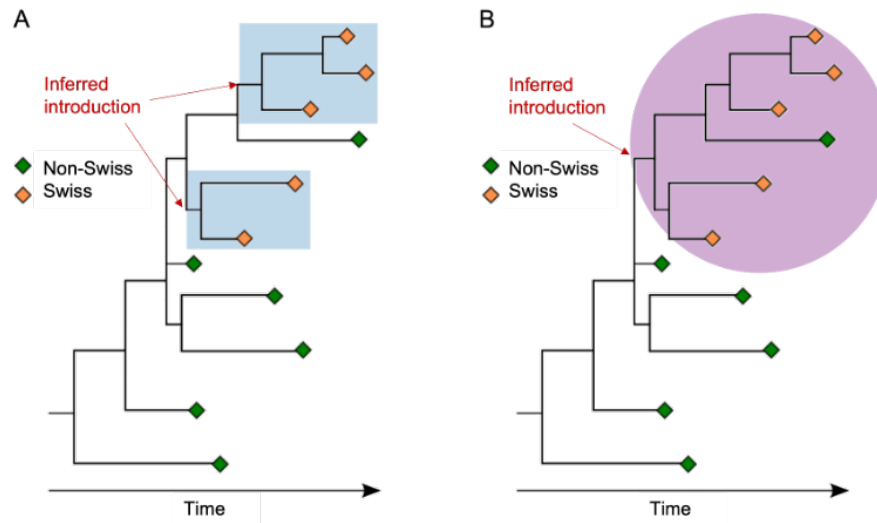 A
Inferred
introduction
Non-Swiss
Swiss
Time
B
Inferred
introduction
Non-Swiss
Swiss
Time